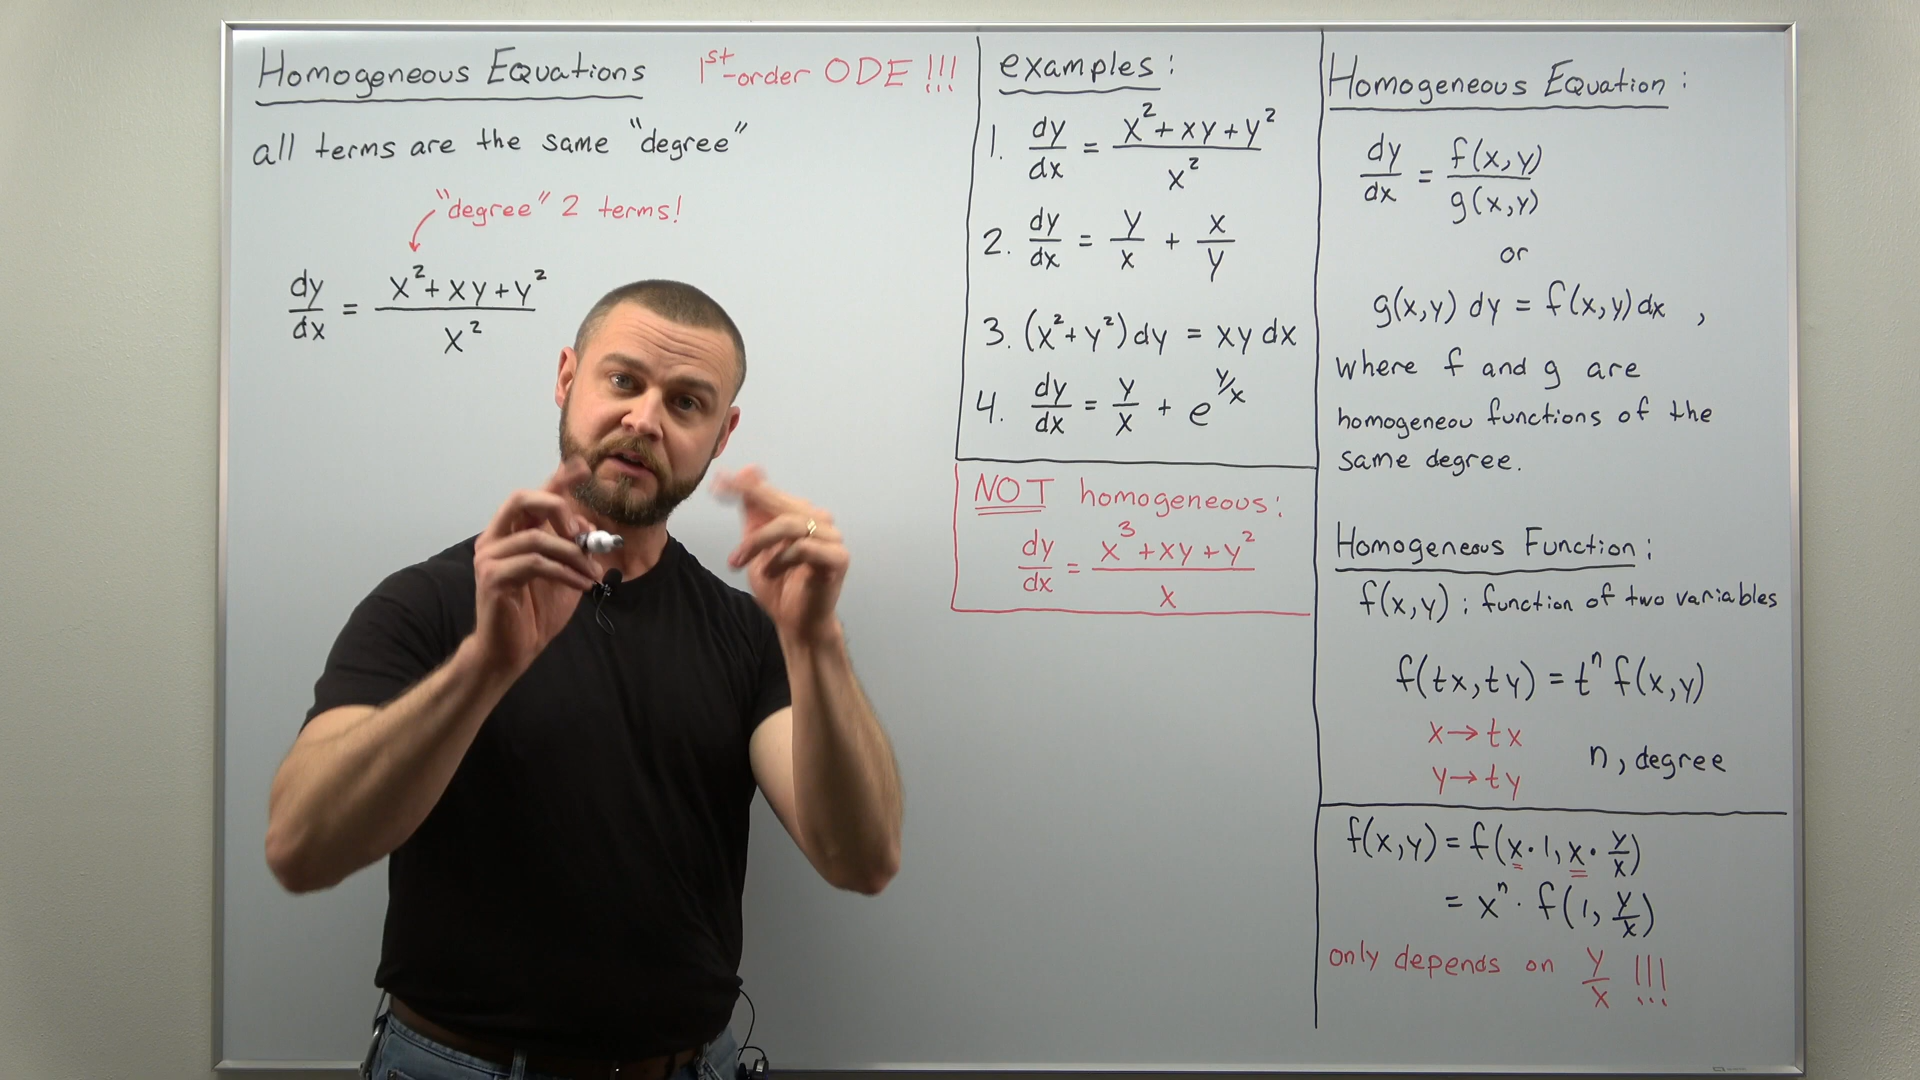 Homogeneous Equations 1st-order ODE !!!
all terms are the same "degree"
"degree" 2 terms!
dy/dx = (x²+xy+y²)/x²
examples:
1. dy/dx = (x²+xy+y²)/x²
2. dy/dx = y/x + x/y
3. (x²+y²)dy = xy dx
4. dy/dx = y/x + e^(y/x)
NOT homogeneous:
dy/dx = (x³+xy+y²)/x
Homogeneous Equation:
dy/dx = f(x,y)/g(x,y)
or
g(x,y) dy = f(x,y)dx ,
where f and g are
homogeneou functions of the
same degree.
Homogeneous Function:
f(x,y) : function of two variables
f(tx,ty) = tⁿ f(x,y)
x→tx
y→ty
n, degree
f(x,y) = f(x·1, x·y/x)
= xⁿ · f(1, y/x)
only depends on y/x !!!